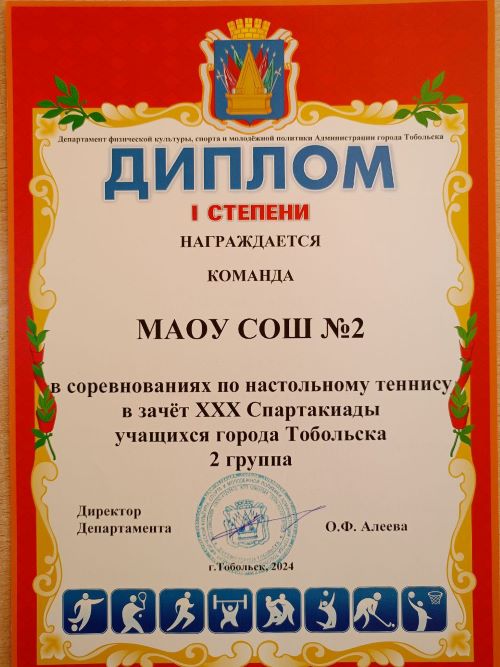 Департамент физической культуры, спорта и молодёжной политики Администрации города Тобольска
ДИПЛОМ
I СТЕПЕНИ
НАГРАЖДАЕТСЯ
КОМАНДА
МАОУ СОШ №2
в соревнованиях по настольному теннису
в зачёт XXX Спартакиады
учащихся города Тобольска
2 группа
Директор
Департамента
О.Ф. Алеева
г.Тобольск, 2024